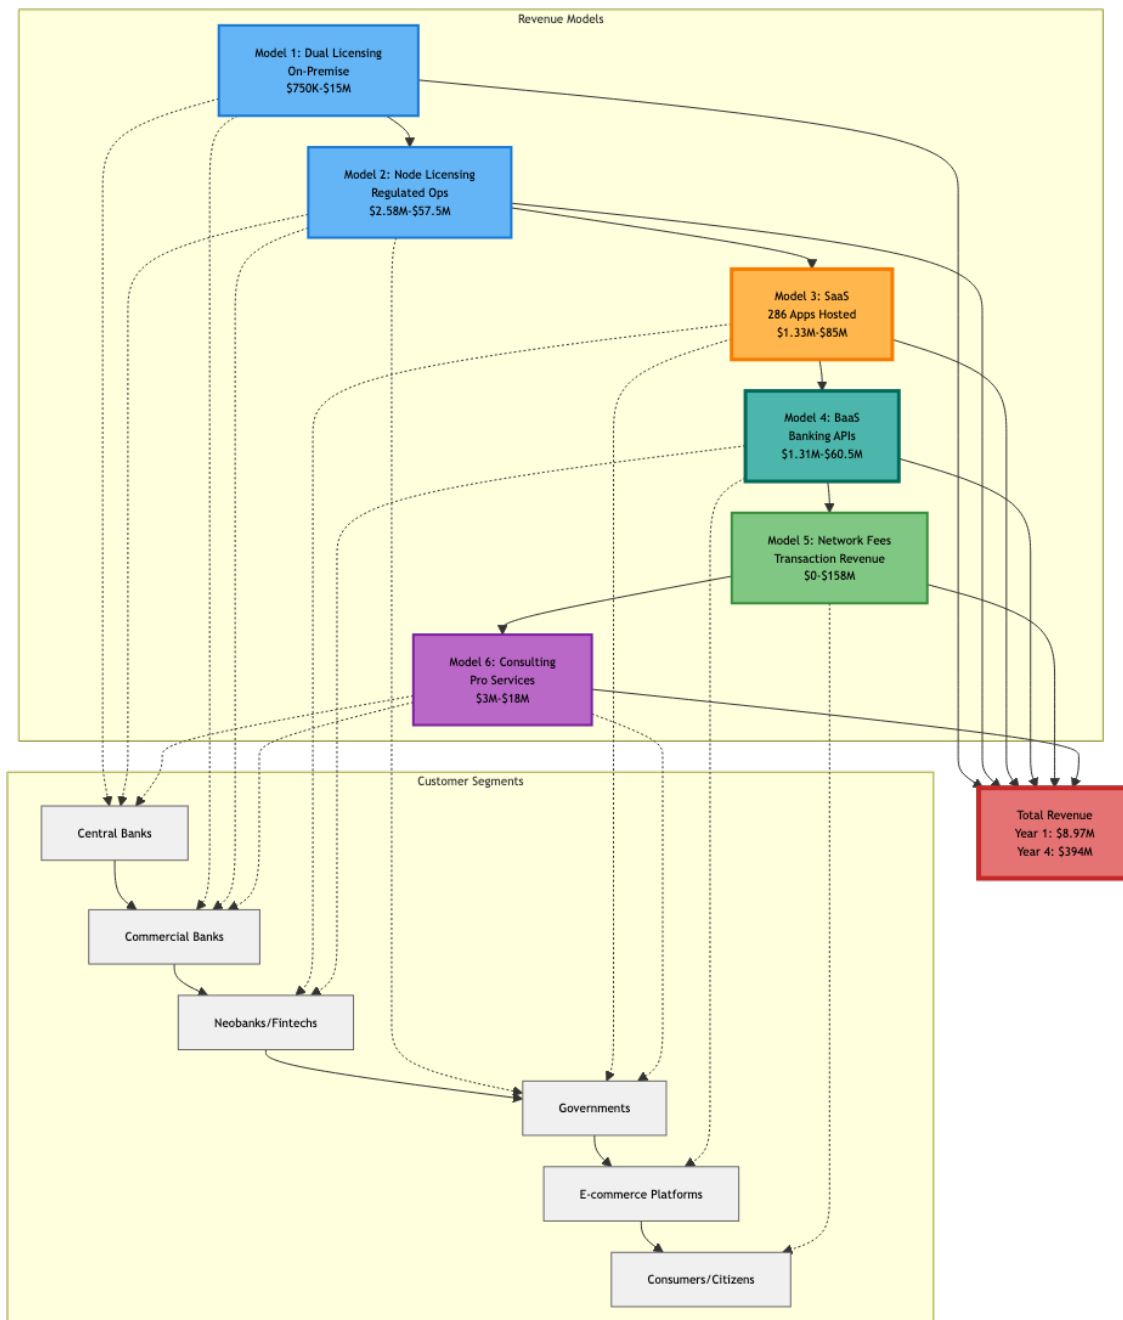 Revenue Models
Model 1: Dual Licensing
On-Premise
$750K-$15M
Model 2: Node Licensing
Regulated Ops
$2.58M-$57.5M
Model 3: SaaS
286 Apps Hosted
$1.33M-$85M
Model 4: BaaS
Banking APIs
$1.31M-$60.5M
Model 5: Network Fees
Transaction Revenue
$0-$158M
Model 6: Consulting
Pro Services
$3M-$18M
Customer Segments
Total Revenue
Year 1: $8.97M
Year 4: $394M
Central Banks
Commercial Banks
Neobanks/Fintechs
Governments
E-commerce Platforms
Consumers/Citizens